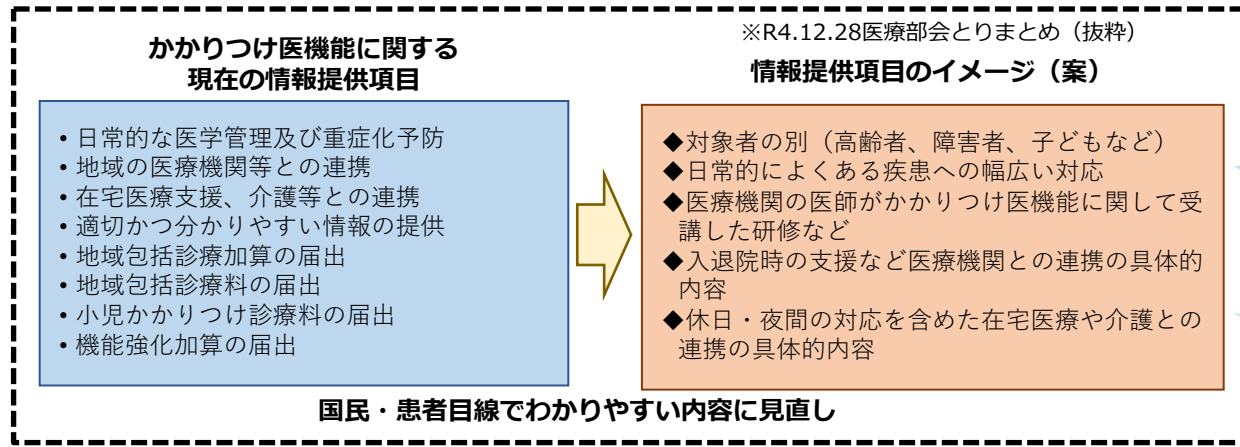 かかりつけ医機能に関する
現在の情報提供項目
• 日常的な医学管理及び重症化予防
• 地域の医療機関等との連携
• 在宅医療支援、介護等との連携
• 適切かつ分かりやすい情報の提供
• 地域包括診療加算の届出
• 地域包括診療料の届出
• 小児かかりつけ診療料の届出
• 機能強化加算の届出
※R4.12.28医療部会とりまとめ（抜粋）
情報提供項目のイメージ（案）
◆対象者の別（高齢者、障害者、子どもなど）
◆日常的によくある疾患への幅広い対応
◆医療機関の医師がかかりつけ医機能に関して受
講した研修など
◆入退院時の支援など医療機関との連携の具体的
内容
◆休日・夜間の対応を含めた在宅医療や介護との
連携の具体的内容
国民・患者目線でわかりやすい内容に見直し